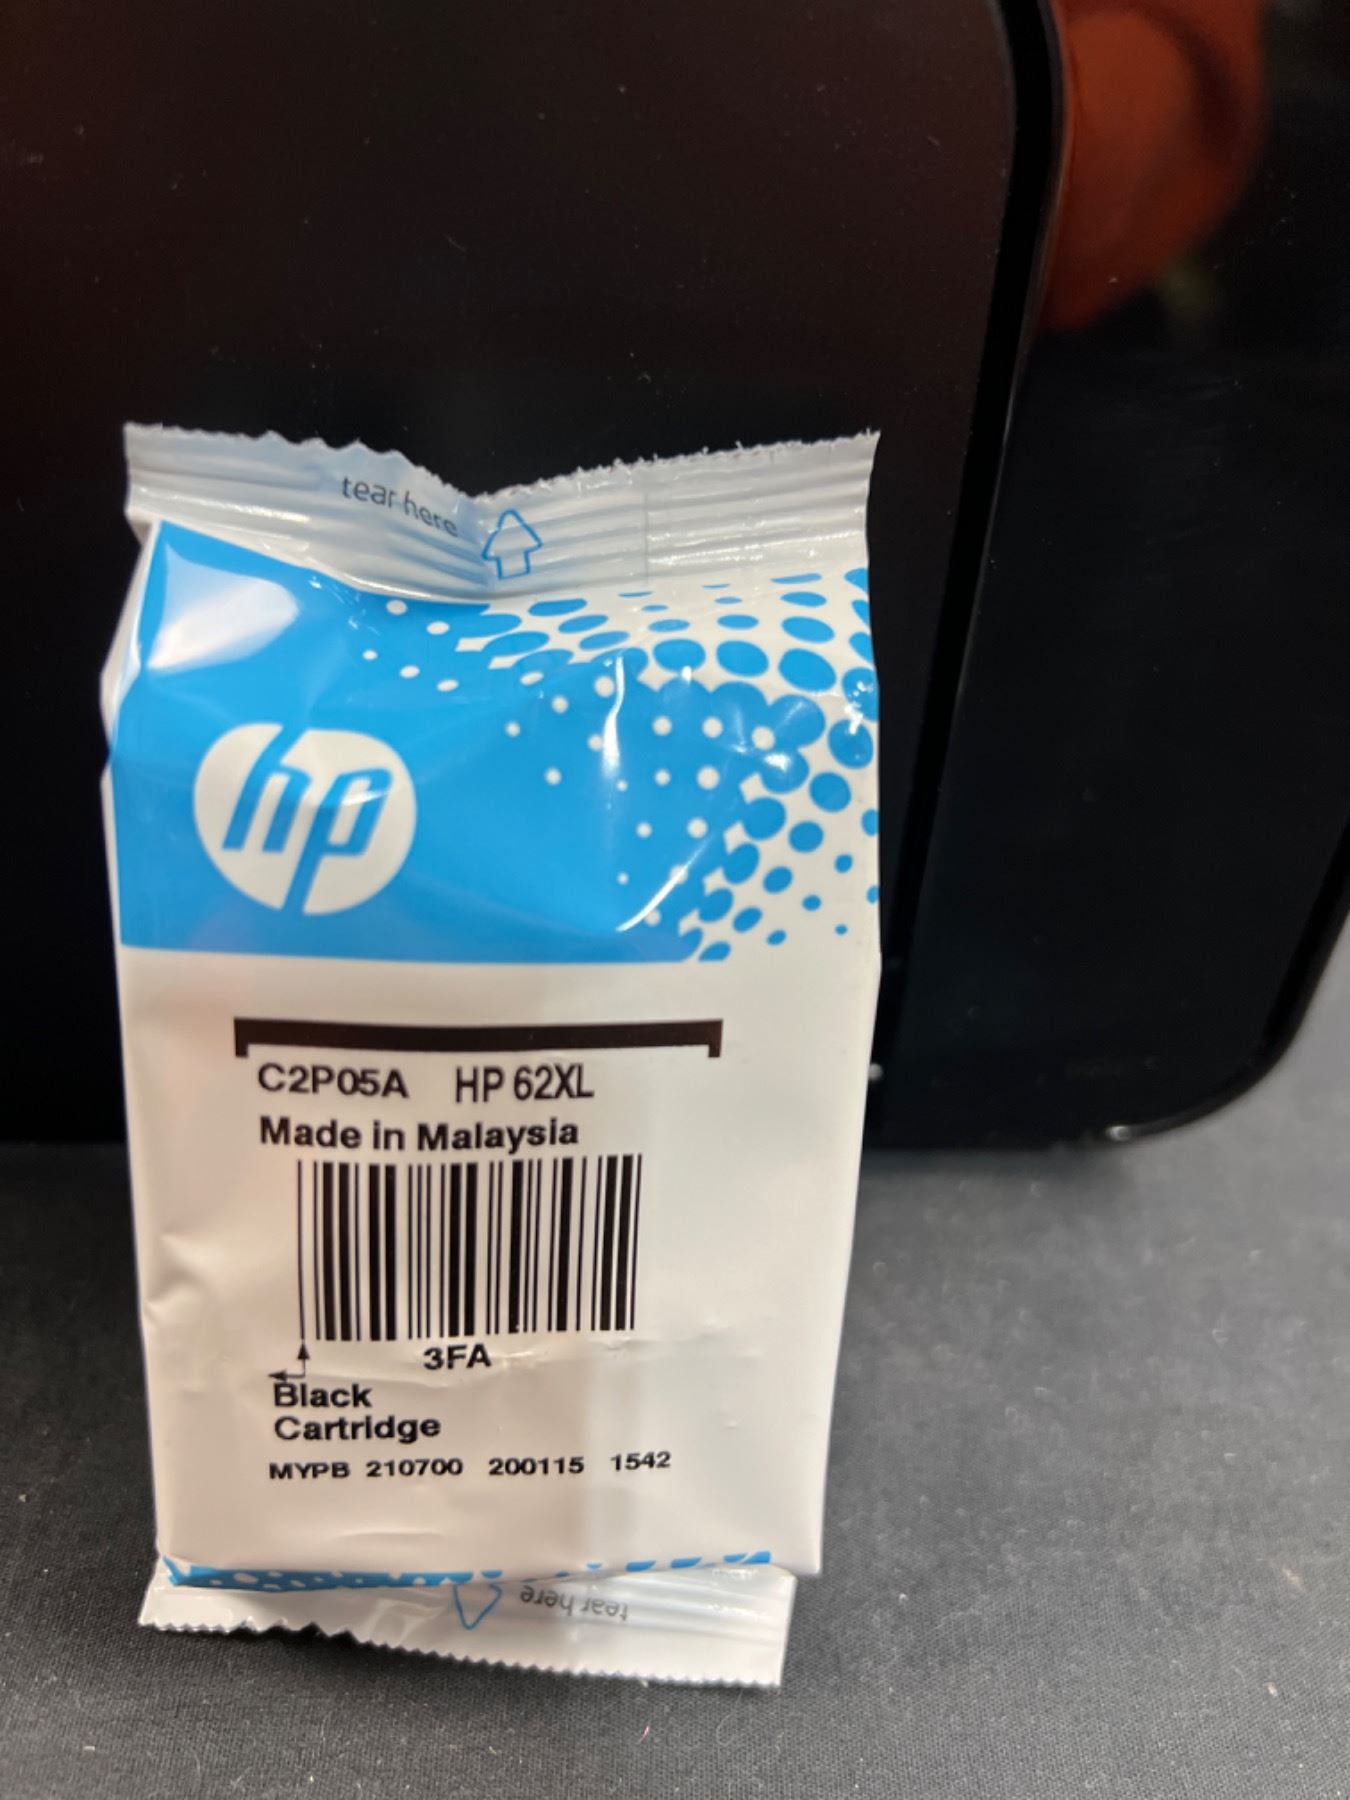 tear here
hp
C2P05A HP 62XL
Made in Malaysia
3FA
Black
Cartridge
MYPB 210700 200115 1542
tear here